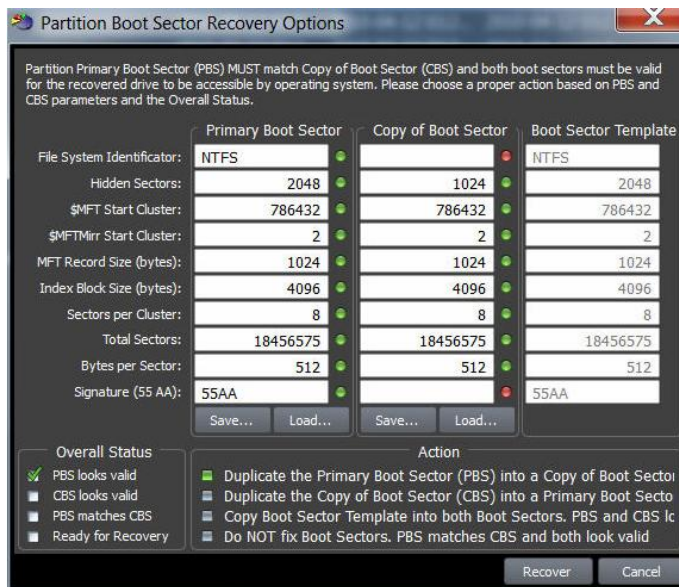 Partition Boot Sector Recovery Options
Partition Primary Boot Sector (PBS) MUST match Copy of Boot Sector (CBS) and both boot sectors must be valid
for the recovered drive to be accessible by operating system. Please choose a proper action based on PBS and
CBS parameters and the Overall Status.
Primary Boot Sector Copy of Boot Sector Boot Sector Template
File System Identificator: NTFS NTFS
Hidden Sectors: 2048 1024 2048
$MFT Start Cluster: 786432 786432 786432
$MFTMirr Start Cluster: 2 2 2
MFT Record Size (bytes): 1024 1024 1024
Index Block Size (bytes): 4096 4096 4096
Sectors per Cluster: 8 8 8
Total Sectors: 18456575 18456575 18456575
Bytes per Sector: 512 512 512
Signature (55 AA): 55AA 55AA
Save... Load... Save... Load...
Overall Status
PBS looks valid
CBS looks valid
PBS matches CBS
Ready for Recovery
Action
Duplicate the Primary Boot Sector (PBS) into a Copy of Boot Sector
Duplicate the Copy of Boot Sector (CBS) into a Primary Boot Secto
Copy Boot Sector Template into both Boot Sectors. PBS and CBS lo
Do NOT fix Boot Sectors. PBS matches CBS and both look valid
Recover Cancel